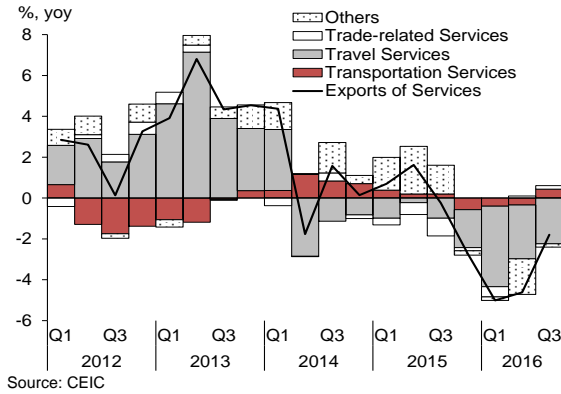 %, yoy
8
6
4
2
0
-2
-4
-6
Others
Trade-related Services
Travel Services
Transportation Services
Exports of Services
Q1 Q3 Q1 Q3 Q1 Q3 Q1 Q3 Q1 Q3
2012 2013 2014 2015 2016
Source: CEIC